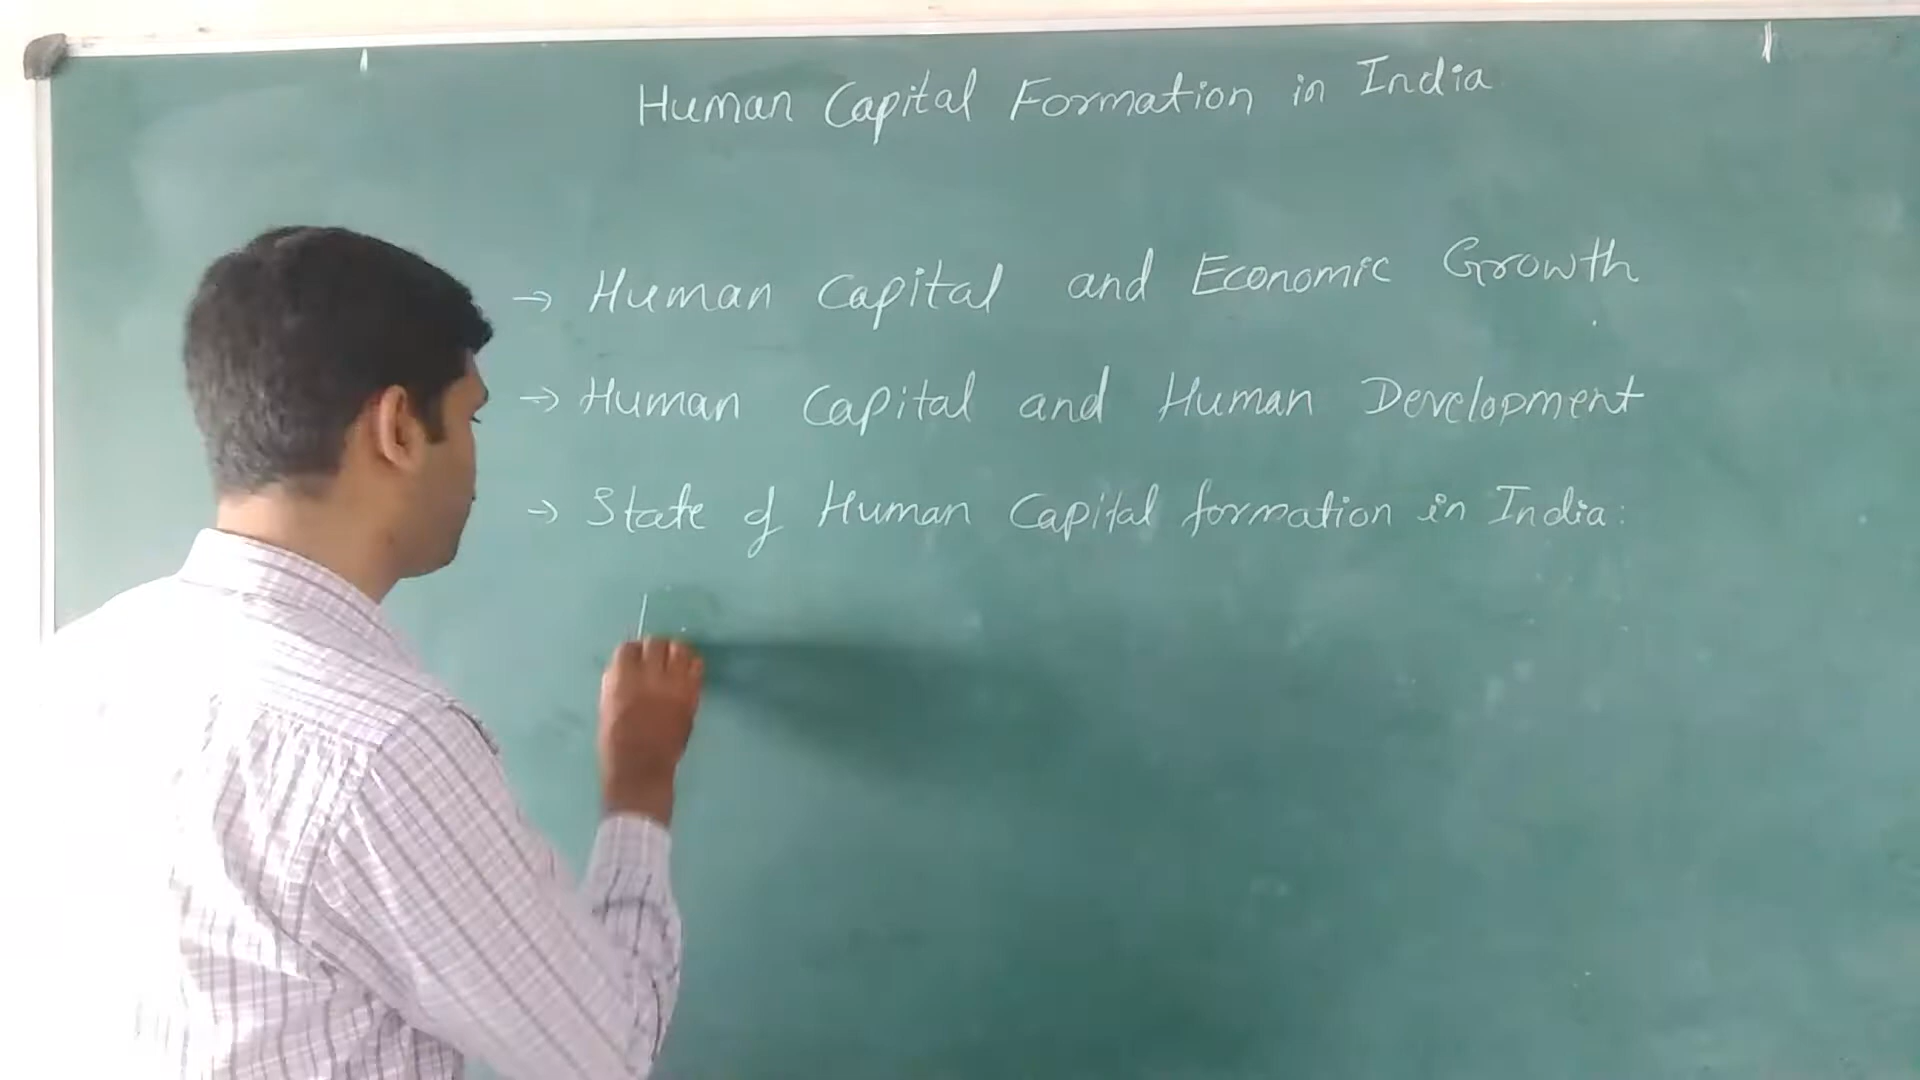 Human Capital Formation in India
→ Human Capital and Economic Growth
→ Human Capital and Human Development
→ State of Human Capital formation in India: